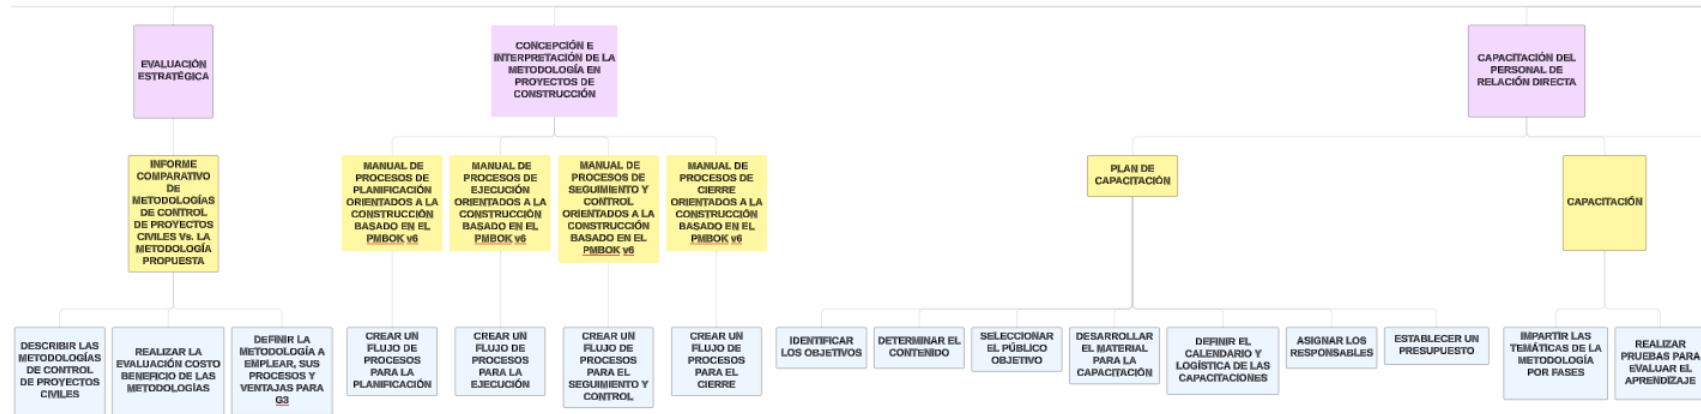 EVALUACIÓN
ESTRATÉGICA
CONCEPCIÓN E
INTERPRETACIÓN DE LA
METODOLOGÍA EN
PROYECTOS DE
CONSTRUCCIÓN
CAPACITACIÓN DEL
PERSONAL DE
RELACIÓN DIRECTA
INFORME
COMPARATIVO
DE
METODOLOGÍAS
DE CONTROL
DE PROYECTOS
CIVILES Vs. LA
METODOLOGÍA
PROPUESTA
MANUAL DE
PROCESOS DE
PLANIFICACIÓN
ORIENTADOS A LA
CONSTRUCCIÓN
BASADO EN EL
PMBOK v6
MANUAL DE
PROCESOS DE
EJECUCIÓN
ORIENTADOS A LA
CONSTRUCCIÓN
BASADO EN EL
PMBOK v6
MANUAL DE
PROCESOS DE
SEGUIMIENTO Y
CONTROL
ORIENTADOS A LA
CONSTRUCCIÓN
BASADO EN EL
PMBOK v6
MANUAL DE
PROCESOS DE
CIERRE
ORIENTADOS A LA
CONSTRUCCIÓN
BASADO EN EL
PMBOK v6
PLAN DE
CAPACITACIÓN
CAPACITACIÓN
DESCRIBIR LAS
METODOLOGÍAS
DE CONTROL
DE PROYECTOS
CIVILES
REALIZAR LA
EVALUACIÓN COSTO
BENEFICIO DE LAS
METODOLOGÍAS
DEFINIR LA
METODOLOGÍA A
EMPLEAR, SUS
PROCESOS Y
VENTAJAS PARA
G3
CREAR UN
FLUJO DE
PROCESOS
PARA LA
PLANIFICACIÓN
CREAR UN
FLUJO DE
PROCESOS
PARA LA
EJECUCIÓN
CREAR UN
FLUJO DE
PROCESOS
PARA EL
SEGUIMIENTO Y
CONTROL
CREAR UN
FLUJO DE
PROCESOS
PARA EL
CIERRE
IDENTIFICAR
LOS OBJETIVOS
DETERMINAR EL
CONTENIDO
SELECCIONAR
EL PÚBLICO
OBJETIVO
DESARROLLAR
EL MATERIAL
PARA LA
CAPACITACIÓN
DEFINIR EL
CALENDARIO Y
LOGÍSTICA DE LAS
CAPACITACIONES
ASIGNAR LOS
RESPONSABLES
ESTABLECER UN
PRESUPUESTO
IMPARTIR LAS
TEMÁTICAS DE LA
METODOLOGÍA
POR FASES
REALIZAR
PRUEBAS PARA
EVALUAR EL
APRENDIZAJE